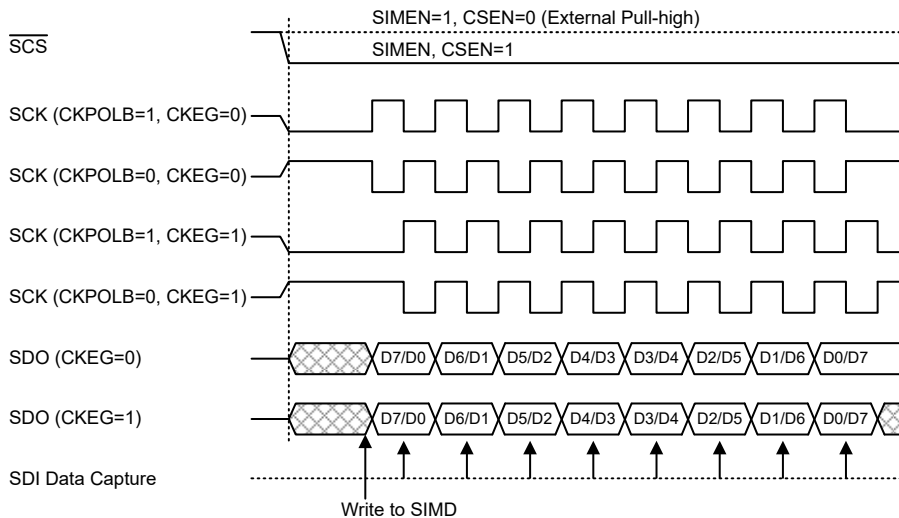 SIMEN=1, CSEN=0 (External Pull-high)
SCS
SIMEN, CSEN=1
SCK (CKPOLB=1, CKEG=0)
SCK (CKPOLB=0, CKEG=0)
SCK (CKPOLB=1, CKEG=1)
SCK (CKPOLB=0, CKEG=1)
SDO (CKEG=0) D7/D0 D6/D1 D5/D2 D4/D3 D3/D4 D2/D5 D1/D6 D0/D7
SDO (CKEG=1) D7/D0 D6/D1 D5/D2 D4/D3 D3/D4 D2/D5 D1/D6 D0/D7
SDI Data Capture
Write to SIMD